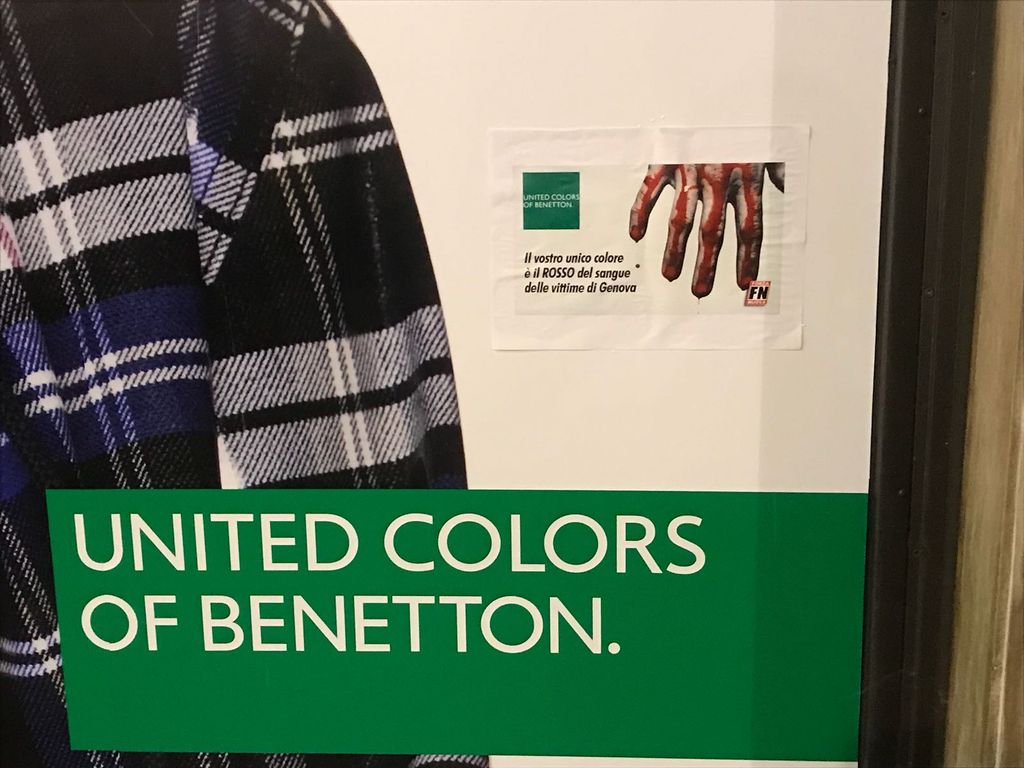 UNITED COLORS
OF BENETTON.
Il vostro unico colore
è il ROSSO del sangue
delle vittime di Genova
FN
UNITED COLORS
OF BENETTON.